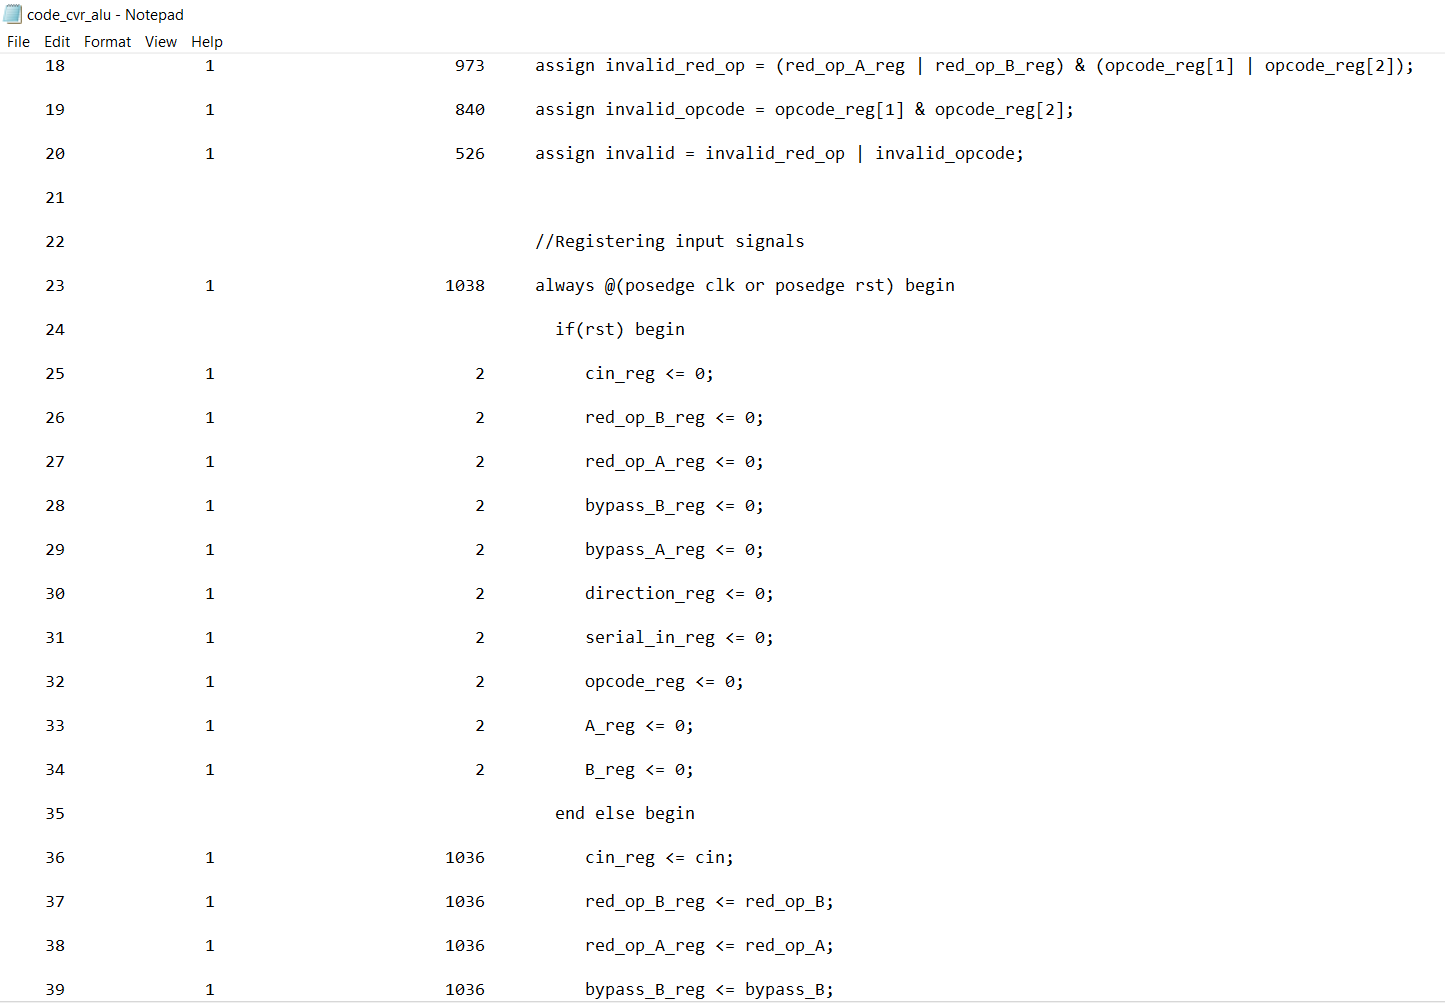 code_cvr_alu - Notepad
File Edit Format View Help
18 1 973 assign invalid_red_op = (red_op_A_reg | red_op_B_reg) & (opcode_reg[1] | opcode_reg[2]);
19 1 840 assign invalid_opcode = opcode_reg[1] & opcode_reg[2];
20 1 526 assign invalid = invalid_red_op | invalid_opcode;
21
22 //Registering input signals
23 1 1038 always @(posedge clk or posedge rst) begin
24 if(rst) begin
25 1 2 cin_reg <= 0;
26 1 2 red_op_B_reg <= 0;
27 1 2 red_op_A_reg <= 0;
28 1 2 bypass_B_reg <= 0;
29 1 2 bypass_A_reg <= 0;
30 1 2 direction_reg <= 0;
31 1 2 serial_in_reg <= 0;
32 1 2 opcode_reg <= 0;
33 1 2 A_reg <= 0;
34 1 2 B_reg <= 0;
35 end else begin
36 1 1036 cin_reg <= cin;
37 1 1036 red_op_B_reg <= red_op_B;
38 1 1036 red_op_A_reg <= red_op_A;
39 1 1036 bypass_B_reg <= bypass_B;